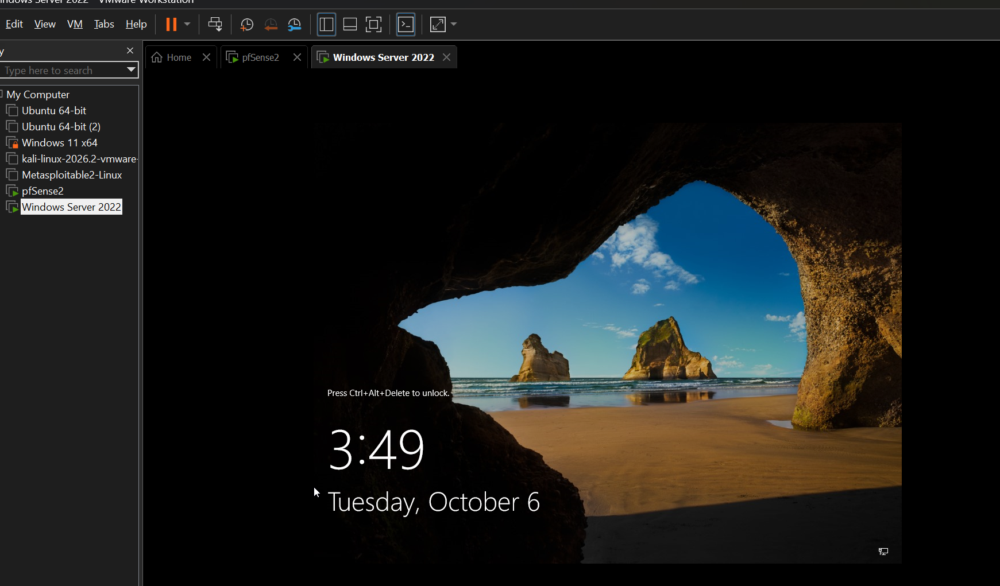 Windows Server 2022 - VMware Workstation
Edit View VM Tabs Help
y
Type here to search
Home
pfSense2
Windows Server 2022
My Computer
Ubuntu 64-bit
Ubuntu 64-bit (2)
Windows 11 x64
kali-linux-2026.2-vmware-
Metasploitable2-Linux
pfSense2
Windows Server 2022
Press Ctrl+Alt+Delete to unlock.
3:49
Tuesday, October 6